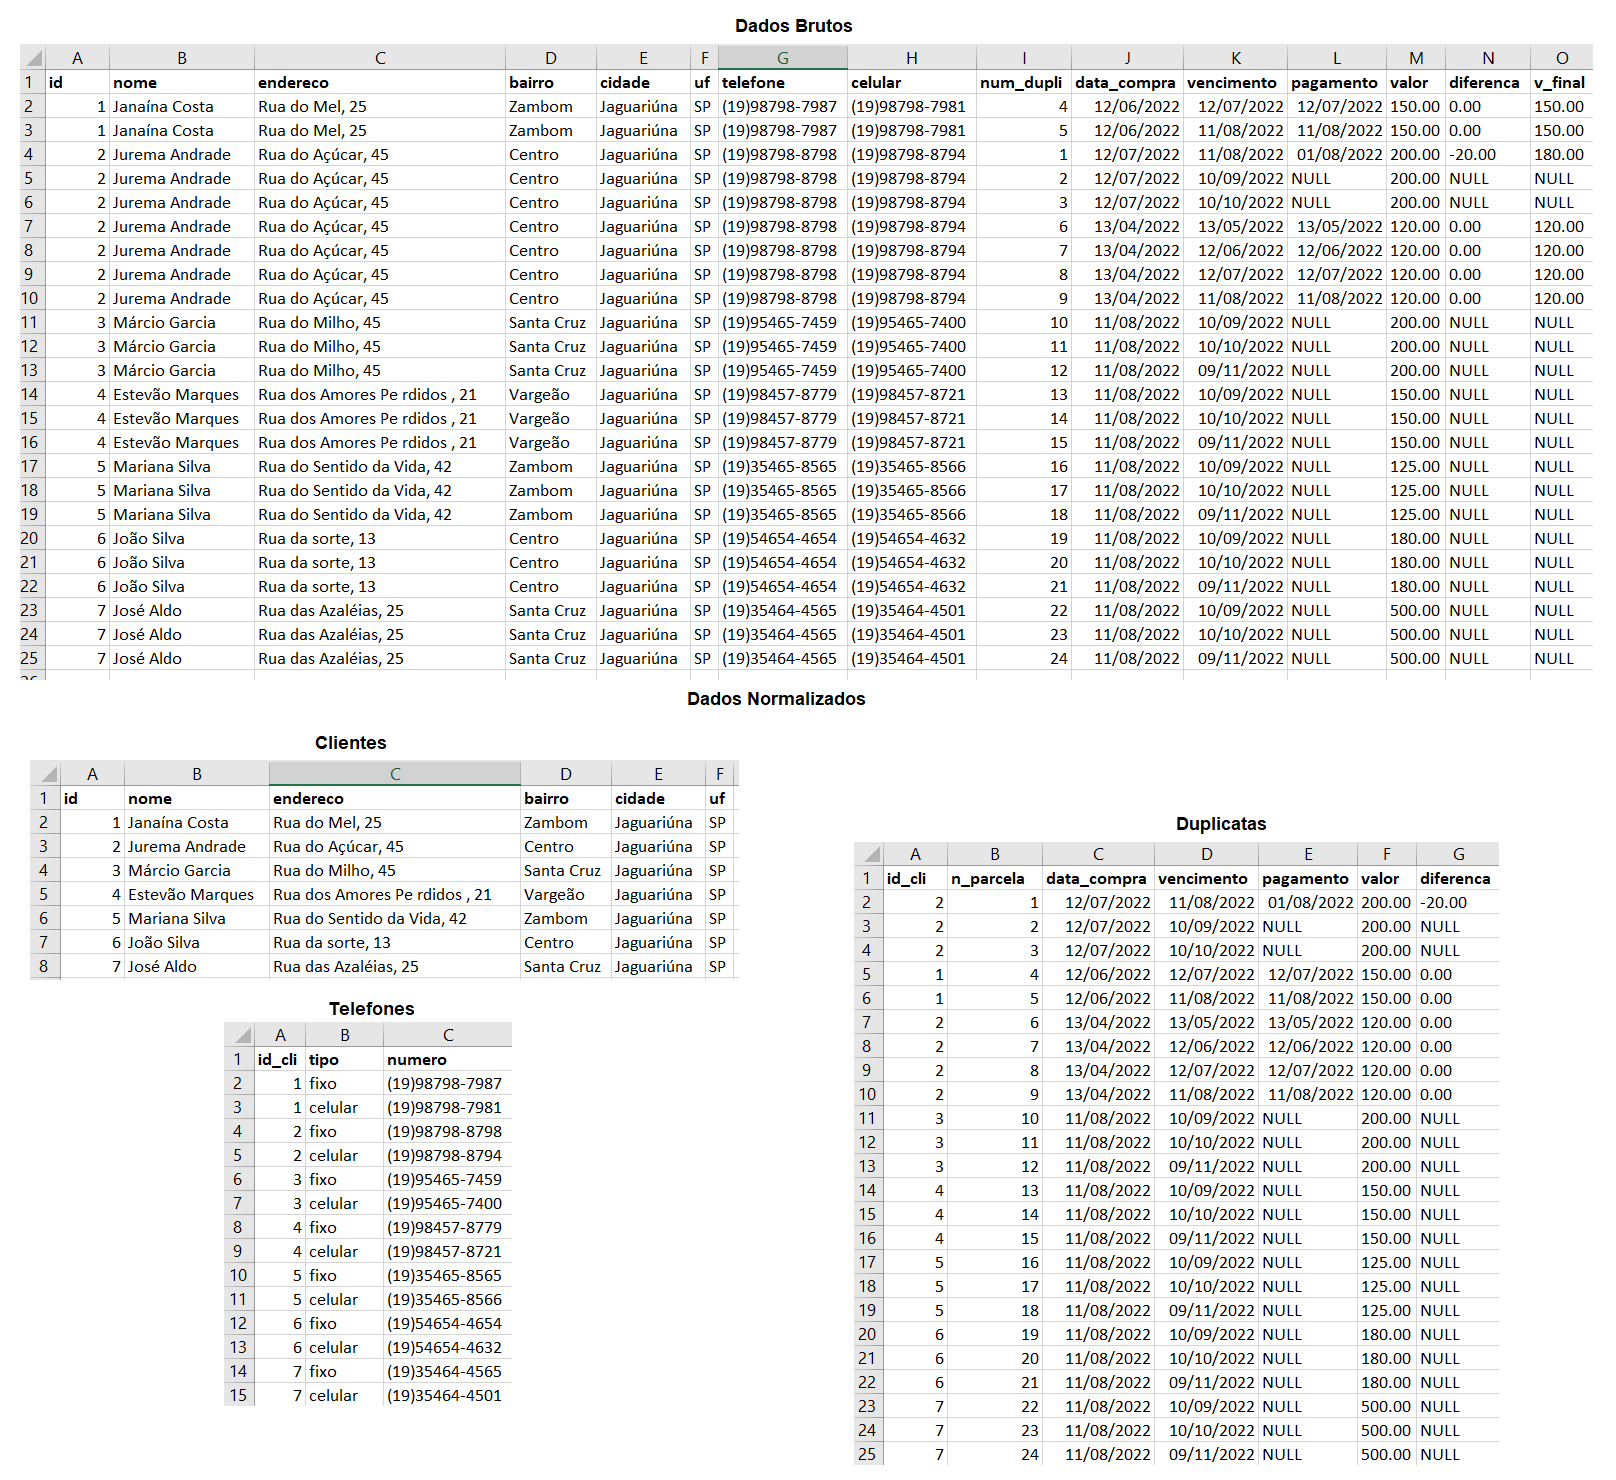 Dados Brutos
A B C D E F G H I J K L M N O
1 id nome endereco bairro cidade uf telefone celular num_dupli data_compra vencimento pagamento valor diferenca v_final
2 1 Janaína Costa Rua do Mel, 25 Zambom Jaguariúna SP (19)98798-7987 (19)98798-7981 4 12/06/2022 12/07/2022 12/07/2022 150.00 0.00 150.00
3 1 Janaína Costa Rua do Mel, 25 Zambom Jaguariúna SP (19)98798-7987 (19)98798-7981 5 12/06/2022 11/08/2022 11/08/2022 150.00 0.00 150.00
4 2 Jurema Andrade Rua do Açúcar, 45 Centro Jaguariúna SP (19)98798-8798 (19)98798-8794 1 12/07/2022 11/08/2022 01/08/2022 200.00 -20.00 180.00
5 2 Jurema Andrade Rua do Açúcar, 45 Centro Jaguariúna SP (19)98798-8798 (19)98798-8794 2 12/07/2022 10/09/2022 NULL 200.00 NULL NULL
6 2 Jurema Andrade Rua do Açúcar, 45 Centro Jaguariúna SP (19)98798-8798 (19)98798-8794 3 12/07/2022 10/10/2022 NULL 200.00 NULL NULL
7 2 Jurema Andrade Rua do Açúcar, 45 Centro Jaguariúna SP (19)98798-8798 (19)98798-8794 6 13/04/2022 13/05/2022 13/05/2022 120.00 0.00 120.00
8 2 Jurema Andrade Rua do Açúcar, 45 Centro Jaguariúna SP (19)98798-8798 (19)98798-8794 7 13/04/2022 12/06/2022 12/06/2022 120.00 0.00 120.00
9 2 Jurema Andrade Rua do Açúcar, 45 Centro Jaguariúna SP (19)98798-8798 (19)98798-8794 8 13/04/2022 12/07/2022 12/07/2022 120.00 0.00 120.00
10 2 Jurema Andrade Rua do Açúcar, 45 Centro Jaguariúna SP (19)98798-8798 (19)98798-8794 9 13/04/2022 11/08/2022 11/08/2022 120.00 0.00 120.00
11 3 Márcio Garcia Rua do Milho, 45 Santa Cruz Jaguariúna SP (19)95465-7459 (19)95465-7400 10 11/08/2022 10/09/2022 NULL 200.00 NULL NULL
12 3 Márcio Garcia Rua do Milho, 45 Santa Cruz Jaguariúna SP (19)95465-7459 (19)95465-7400 11 11/08/2022 10/10/2022 NULL 200.00 NULL NULL
13 3 Márcio Garcia Rua do Milho, 45 Santa Cruz Jaguariúna SP (19)95465-7459 (19)95465-7400 12 11/08/2022 09/11/2022 NULL 200.00 NULL NULL
14 4 Estevão Marques Rua dos Amores Pe rdidos , 21 Vargeão Jaguariúna SP (19)98457-8779 (19)98457-8721 13 11/08/2022 10/09/2022 NULL 150.00 NULL NULL
15 4 Estevão Marques Rua dos Amores Pe rdidos , 21 Vargeão Jaguariúna SP (19)98457-8779 (19)98457-8721 14 11/08/2022 10/10/2022 NULL 150.00 NULL NULL
16 4 Estevão Marques Rua dos Amores Pe rdidos , 21 Vargeão Jaguariúna SP (19)98457-8779 (19)98457-8721 15 11/08/2022 09/11/2022 NULL 150.00 NULL NULL
17 5 Mariana Silva Rua do Sentido da Vida, 42 Zambom Jaguariúna SP (19)35465-8565 (19)35465-8566 16 11/08/2022 10/09/2022 NULL 125.00 NULL NULL
18 5 Mariana Silva Rua do Sentido da Vida, 42 Zambom Jaguariúna SP (19)35465-8565 (19)35465-8566 17 11/08/2022 10/10/2022 NULL 125.00 NULL NULL
19 5 Mariana Silva Rua do Sentido da Vida, 42 Zambom Jaguariúna SP (19)35465-8565 (19)35465-8566 18 11/08/2022 09/11/2022 NULL 125.00 NULL NULL
20 6 João Silva Rua da sorte, 13 Centro Jaguariúna SP (19)54654-4654 (19)54654-4632 19 11/08/2022 10/09/2022 NULL 180.00 NULL NULL
21 6 João Silva Rua da sorte, 13 Centro Jaguariúna SP (19)54654-4654 (19)54654-4632 20 11/08/2022 10/10/2022 NULL 180.00 NULL NULL
22 6 João Silva Rua da sorte, 13 Centro Jaguariúna SP (19)54654-4654 (19)54654-4632 21 11/08/2022 09/11/2022 NULL 180.00 NULL NULL
23 7 José Aldo Rua das Azaléias, 25 Santa Cruz Jaguariúna SP (19)35464-4565 (19)35464-4501 22 11/08/2022 10/09/2022 NULL 500.00 NULL NULL
24 7 José Aldo Rua das Azaléias, 25 Santa Cruz Jaguariúna SP (19)35464-4565 (19)35464-4501 23 11/08/2022 10/10/2022 NULL 500.00 NULL NULL
25 7 José Aldo Rua das Azaléias, 25 Santa Cruz Jaguariúna SP (19)35464-4565 (19)35464-4501 24 11/08/2022 09/11/2022 NULL 500.00 NULL NULL
Dados Normalizados
Clientes
A B C D E F
1 id nome endereco bairro cidade uf
2 1 Janaína Costa Rua do Mel, 25 Zambom Jaguariúna SP
3 2 Jurema Andrade Rua do Açúcar, 45 Centro Jaguariúna SP
4 3 Márcio Garcia Rua do Milho, 45 Santa Cruz Jaguariúna SP
5 4 Estevão Marques Rua dos Amores Pe rdidos , 21 Vargeão Jaguariúna SP
6 5 Mariana Silva Rua do Sentido da Vida, 42 Zambom Jaguariúna SP
7 6 João Silva Rua da sorte, 13 Centro Jaguariúna SP
8 7 José Aldo Rua das Azaléias, 25 Santa Cruz Jaguariúna SP
Telefones
A B C
1 id_cli tipo numero
2 1 fixo (19)98798-7987
3 1 celular (19)98798-7981
4 2 fixo (19)98798-8798
5 2 celular (19)98798-8794
6 3 fixo (19)95465-7459
7 3 celular (19)95465-7400
8 4 fixo (19)98457-8779
9 4 celular (19)98457-8721
10 5 fixo (19)35465-8565
11 5 celular (19)35465-8566
12 6 fixo (19)54654-4654
13 6 celular (19)54654-4632
14 7 fixo (19)35464-4565
15 7 celular (19)35464-4501
Duplicatas
A B C D E F G
1 id_cli n_parcela data_compra vencimento pagamento valor diferenca
2 2 1 12/07/2022 11/08/2022 01/08/2022 200.00 -20.00
3 2 2 12/07/2022 10/09/2022 NULL 200.00 NULL
4 2 3 12/07/2022 10/10/2022 NULL 200.00 NULL
5 1 4 12/06/2022 12/07/2022 12/07/2022 150.00 0.00
6 1 5 12/06/2022 11/08/2022 11/08/2022 150.00 0.00
7 2 6 13/04/2022 13/05/2022 13/05/2022 120.00 0.00
8 2 7 13/04/2022 12/06/2022 12/06/2022 120.00 0.00
9 2 8 13/04/2022 12/07/2022 12/07/2022 120.00 0.00
10 2 9 13/04/2022 11/08/2022 11/08/2022 120.00 0.00
11 3 10 11/08/2022 10/09/2022 NULL 200.00 NULL
12 3 11 11/08/2022 10/10/2022 NULL 200.00 NULL
13 3 12 11/08/2022 09/11/2022 NULL 200.00 NULL
14 4 13 11/08/2022 10/09/2022 NULL 150.00 NULL
15 4 14 11/08/2022 10/10/2022 NULL 150.00 NULL
16 4 15 11/08/2022 09/11/2022 NULL 150.00 NULL
17 5 16 11/08/2022 10/09/2022 NULL 125.00 NULL
18 5 17 11/08/2022 10/10/2022 NULL 125.00 NULL
19 5 18 11/08/2022 09/11/2022 NULL 125.00 NULL
20 6 19 11/08/2022 10/09/2022 NULL 180.00 NULL
21 6 20 11/08/2022 10/10/2022 NULL 180.00 NULL
22 6 21 11/08/2022 09/11/2022 NULL 180.00 NULL
23 7 22 11/08/2022 10/09/2022 NULL 500.00 NULL
24 7 23 11/08/2022 10/10/2022 NULL 500.00 NULL
25 7 24 11/08/2022 09/11/2022 NULL 500.00 NULL